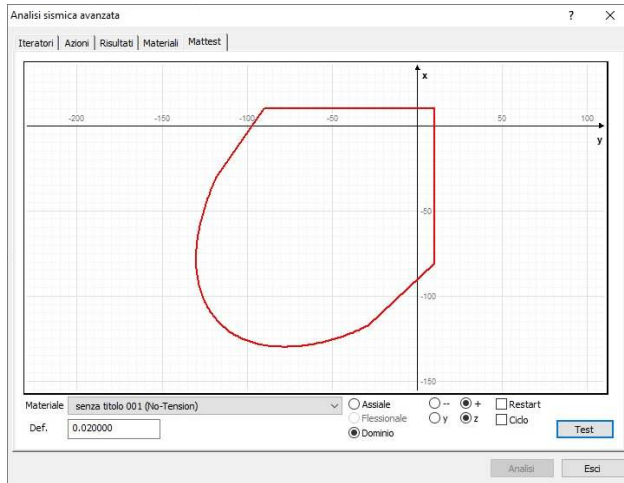 Analisi sismica avanzata ? ×
Iteratori Azioni Risultati Materiali Mattest
x
-200 -150 -100 -50 50 100
y
-50
-100
-150
Materiale senza titolo 001 (No-Tension) Assiale -- + Restart
Flessionale y z Ciclo
Def. 0.020000 Dominio Test
Analisi Esci